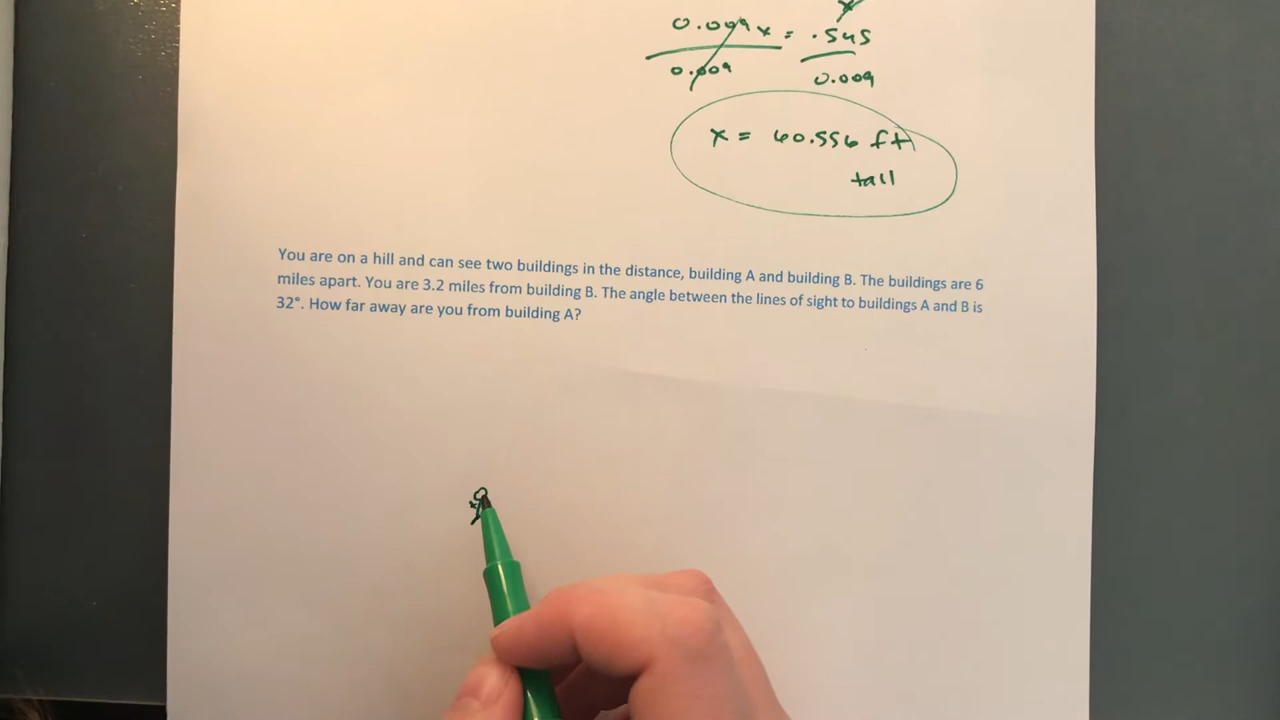 0.009x = .545
0.009 0.009
x = 60.556 ft
tall
You are on a hill and can see two buildings in the distance, building A and building B. The buildings are 6
miles apart. You are 3.2 miles from building B. The angle between the lines of sight to buildings A and B is
32°. How far away are you from building A?